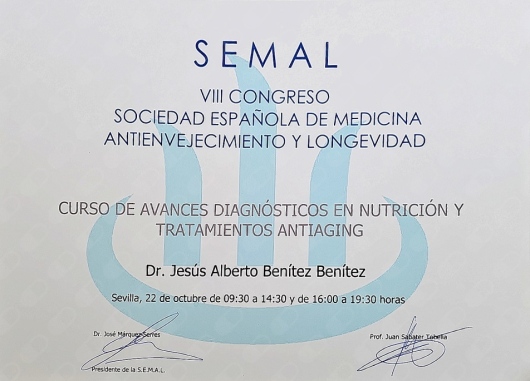 SEMAL
VIII CONGRESO
SOCIEDAD ESPAÑOLA DE MEDICINA
ANTIENVEJECIMIENTO Y LONGEVIDAD
CURSO DE AVANCES DIAGNÓSTICOS EN NUTRICIÓN Y
TRATAMIENTOS ANTIAGING
Dr. Jesús Alberto Benítez Benítez
Sevilla, 22 de octubre de 09:30 a 14:30 y de 16:00 a 19:30 horas
Dr. José Márquez-Serres
Prof. Juan Sabater Tobella
Presidente de la S.E.M.A.L.